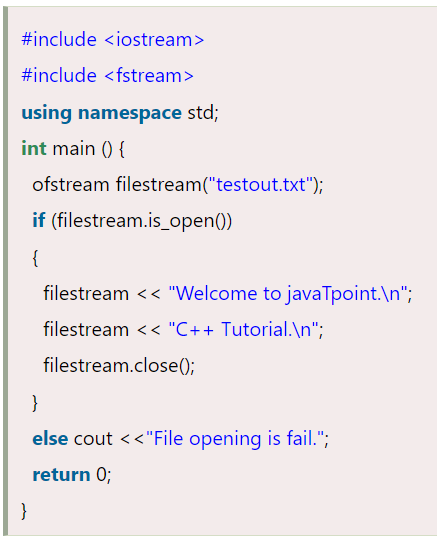 #include <iostream>
#include <fstream>
using namespace std;
int main () {
ofstream filestream("testout.txt");
if (filestream.is_open())
{
filestream << "Welcome to javaTpoint.\n";
filestream << "C++ Tutorial.\n";
filestream.close();
}
else cout <<"File opening is fail.";
return 0;
}